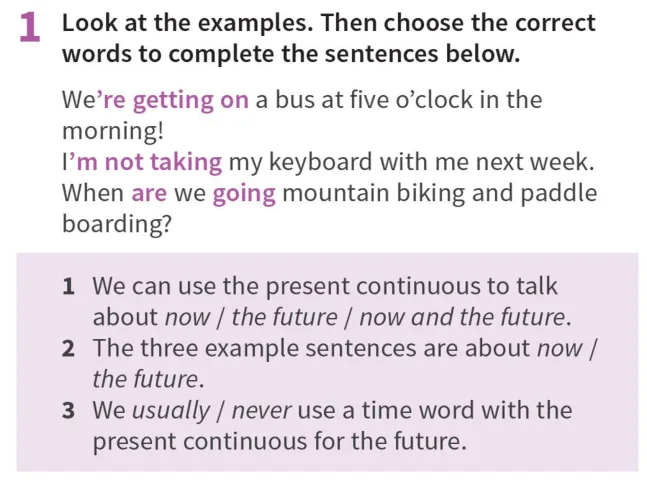 1 Look at the examples. Then choose the correct
words to complete the sentences below.
We’re getting on a bus at five o’clock in the
morning!
I’m not taking my keyboard with me next week.
When are we going mountain biking and paddle
boarding?
1 We can use the present continuous to talk
about now / the future / now and the future.
2 The three example sentences are about now /
the future.
3 We usually / never use a time word with the
present continuous for the future.